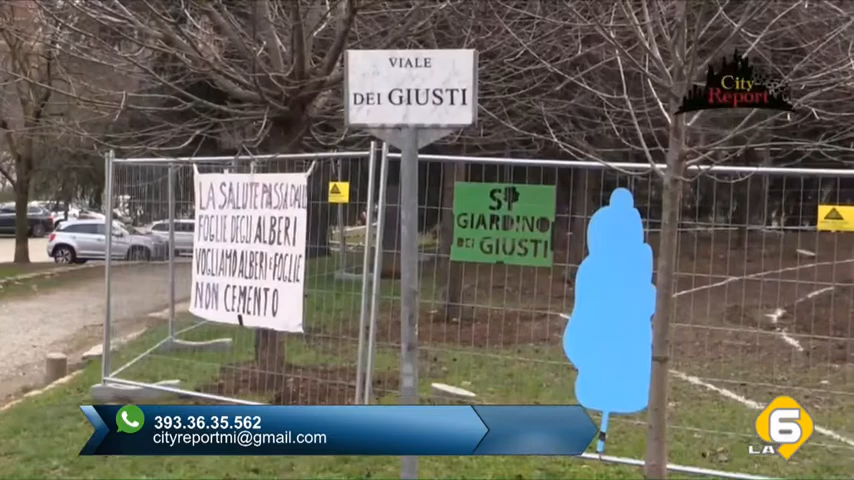 VIALE
DEI GIUSTI
City
Report
LA SALUTE PASSA DALLE
FOGLIE DEGLI ALBERI
VOGLIAMO ALBERI E FOGLIE
NON CEMENTO
SÌ
GIARDINO
DEI GIUSTI
393.36.35.562
cityreportmi@gmail.com
LA 6